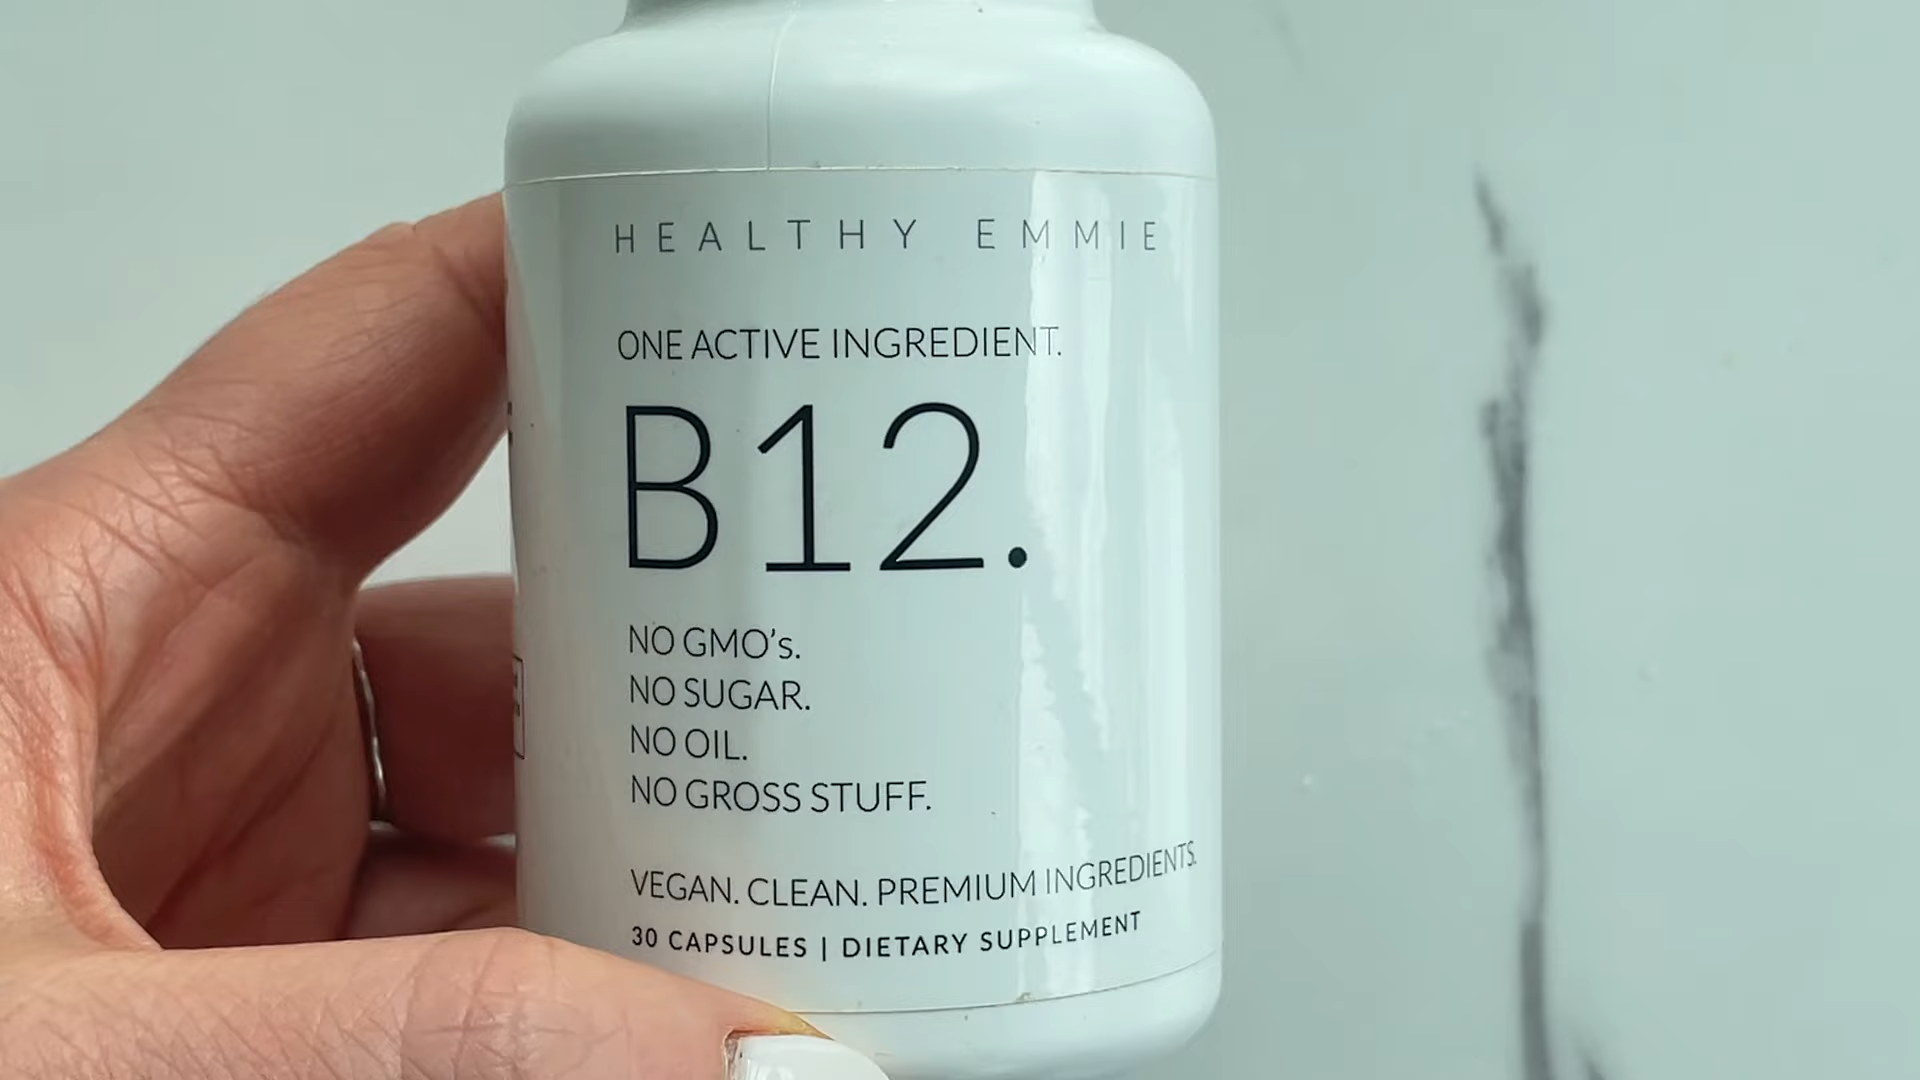 HEALTHY EMMIE
ONE ACTIVE INGREDIENT.
B12.
NO GMO's.
NO SUGAR.
NO OIL.
NO GROSS STUFF.
VEGAN. CLEAN. PREMIUM INGREDIENTS.
30 CAPSULES | DIETARY SUPPLEMENT